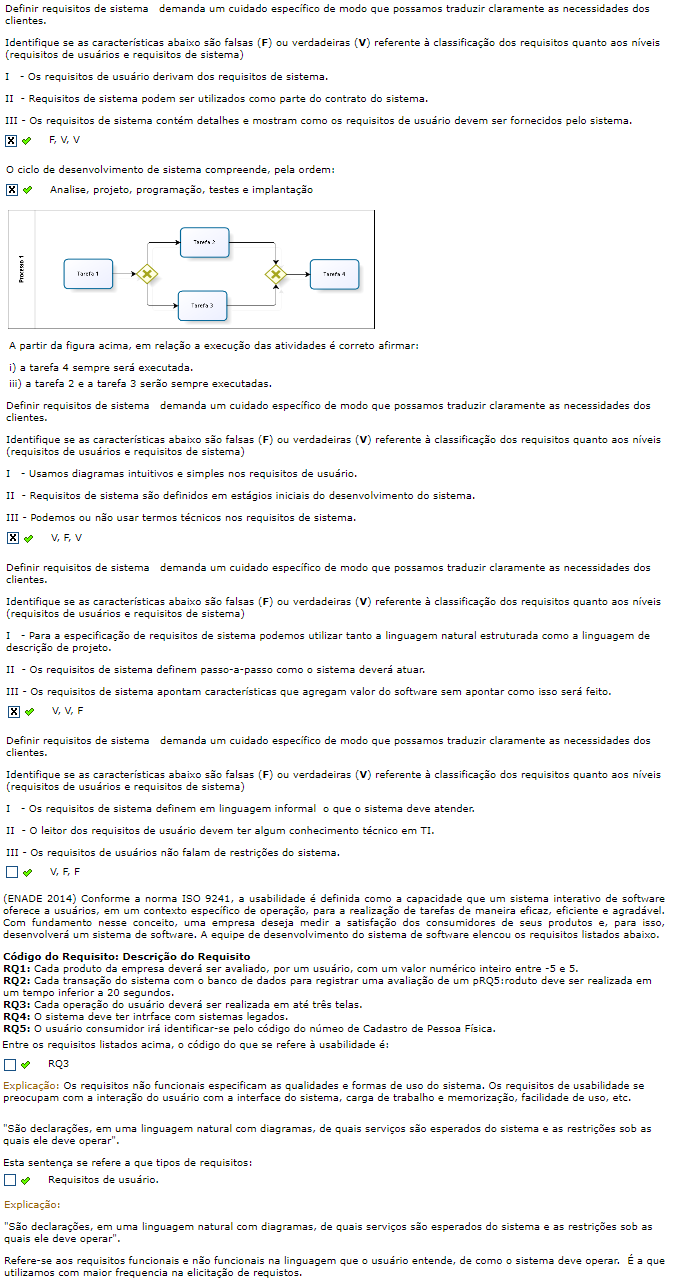 Definir requisitos de sistema demanda um cuidado específico de modo que possamos traduzir claramente as necessidades dos
clientes.
Identifique se as características abaixo são falsas (F) ou verdadeiras (V) referente à classificação dos requisitos quanto aos níveis
(requisitos de usuários e requisitos de sistema)
I - Os requisitos de usuário derivam dos requisitos de sistema.
II - Requisitos de sistema podem ser utilizados como parte do contrato do sistema.
III - Os requisitos de sistema contém detalhes e mostram como os requisitos de usuário devem ser fornecidos pelo sistema.
F, V, V
O ciclo de desenvolvimento de sistema compreende, pela ordem:
Analise, projeto, programação, testes e implantação
Processo 1
Tarefa 1
Tarefa 2
Tarefa 3
Tarefa 4
A partir da figura acima, em relação a execução das atividades é correto afirmar:
i) a tarefa 4 sempre será executada.
iii) a tarefa 2 e a tarefa 3 serão sempre executadas.
Definir requisitos de sistema demanda um cuidado específico de modo que possamos traduzir claramente as necessidades dos
clientes.
Identifique se as características abaixo são falsas (F) ou verdadeiras (V) referente à classificação dos requisitos quanto aos níveis
(requisitos de usuários e requisitos de sistema)
I - Usamos diagramas intuitivos e simples nos requisitos de usuário.
II - Requisitos de sistema são definidos em estágios iniciais do desenvolvimento do sistema.
III - Podemos ou não usar termos técnicos nos requisitos de sistema.
V, F, V
Definir requisitos de sistema demanda um cuidado específico de modo que possamos traduzir claramente as necessidades dos
clientes.
Identifique se as características abaixo são falsas (F) ou verdadeiras (V) referente à classificação dos requisitos quanto aos níveis
(requisitos de usuários e requisitos de sistema)
I - Para a especificação de requisitos de sistema podemos utilizar tanto a linguagem natural estruturada como a linguagem de
descrição de projeto.
II - Os requisitos de sistema definem passo-a-passo como o sistema deverá atuar.
III - Os requisitos de sistema apontam características que agregam valor do software sem apontar como isso será feito.
V, V, F
Definir requisitos de sistema demanda um cuidado específico de modo que possamos traduzir claramente as necessidades dos
clientes.
Identifique se as características abaixo são falsas (F) ou verdadeiras (V) referente à classificação dos requisitos quanto aos níveis
(requisitos de usuários e requisitos de sistema)
I - Os requisitos de sistema definem em linguagem informal o que o sistema deve atender.
II - O leitor dos requisitos de usuário devem ter algum conhecimento técnico em TI.
III - Os requisitos de usuários não falam de restrições do sistema.
V, F, F
(ENADE 2014) Conforme a norma ISO 9241, a usabilidade é definida como a capacidade que um sistema interativo de software
oferece a usuários, em um contexto específico de operação, para a realização de tarefas de maneira eficaz, eficiente e agradável.
Com fundamento nesse conceito, uma empresa deseja medir a satisfação dos consumidores de seus produtos e, para isso,
desenvolverá um sistema de software. A equipe de desenvolvimento do sistema de software elencou os requisitos listados abaixo.
Código do Requisito: Descrição do Requisito
RQ1: Cada produto da empresa deverá ser avaliado, por um usuário, com um valor numérico inteiro entre -5 e 5.
RQ2: Cada transação do sistema com o banco de dados para registrar uma avaliação de um pRQ5:roduto deve ser realizada em
um tempo inferior a 20 segundos.
RQ3: Cada operação do usuário deverá ser realizada em até três telas.
RQ4: O sistema deve ter intrface com sistemas legados.
RQ5: O usuário consumidor irá identificar-se pelo código do númeo de Cadastro de Pessoa Física.
Entre os requisitos listados acima, o código do que se refere à usabilidade é:
RQ3
Explicação: Os requisitos não funcionais especificam as qualidades e formas de uso do sistema. Os requisitos de usabilidade se
preocupam com a interação do usuário com a interface do sistema, carga de trabalho e memorização, facilidade de uso, etc.
"São declarações, em uma linguagem natural com diagramas, de quais serviços são esperados do sistema e as restrições sob as
quais ele deve operar".
Esta sentença se refere a que tipos de requisitos:
Requisitos de usuário.
Explicação:
"São declarações, em uma linguagem natural com diagramas, de quais serviços são esperados do sistema e as restrições sob as
quais ele deve operar".
Refere-se aos requisitos funcionais e não funcionais na linguagem que o usuário entende, de como o sistema deve operar. É a que
utilizamos com maior frequencia na elicitação de requistos.